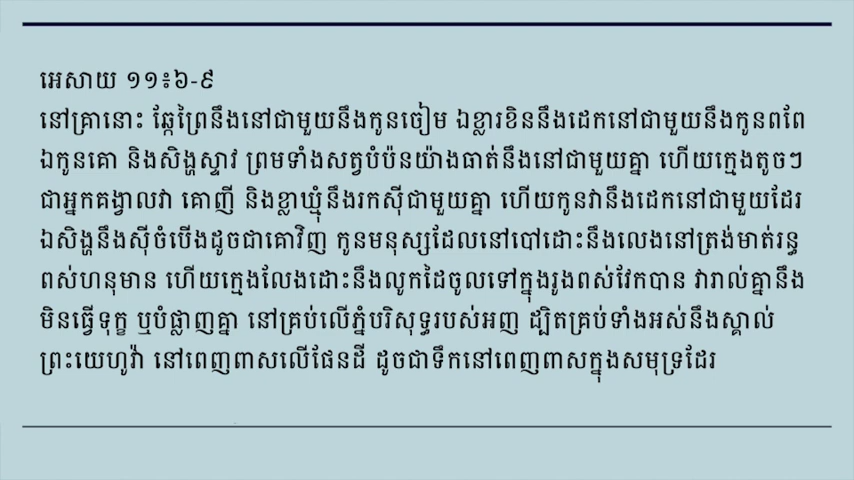 អេសាយ ១១៖៦-៩
នៅគ្រានោះ ឆ្កែព្រៃនឹងនៅជាមួយនឹងកូនចៀម ឯខ្លារខិននឹងដេកនៅជាមួយនឹងកូនពពែ
ឯកូនគោ និងសិង្ហស្ទាវ ព្រមទាំងសត្វបំប៉នយ៉ាងធាត់នឹងនៅជាមួយគ្នា ហើយក្មេងតូចៗ
ជាអ្នកគង្វាលវា គោញី និងខ្លាឃ្មុំនឹងរកស៊ីជាមួយគ្នា ហើយកូនវានឹងដេកនៅជាមួយដែរ
ឯសិង្ហនឹងស៊ីចំបើងដូចជាគោវិញ កូនមនុស្សដែលនៅបៅដោះនឹងលេងនៅត្រង់មាត់រន្ធ
ពស់ហនុមាន ហើយក្មេងលែងដោះនឹងលូកដៃចូលទៅក្នុងរូងពស់វែកបាន វារាល់គ្នានឹង
មិនធ្វើទុក្ខ ឬបំផ្លាញគ្នា នៅគ្រប់លើភ្នំបរិសុទ្ធរបស់អញ ដ្បិតគ្រប់ទាំងអស់នឹងស្គាល់
ព្រះយេហូវ៉ា នៅពេញពាសលើផែនដី ដូចជាទឹកនៅពេញពាសក្នុងសមុទ្រដែរ